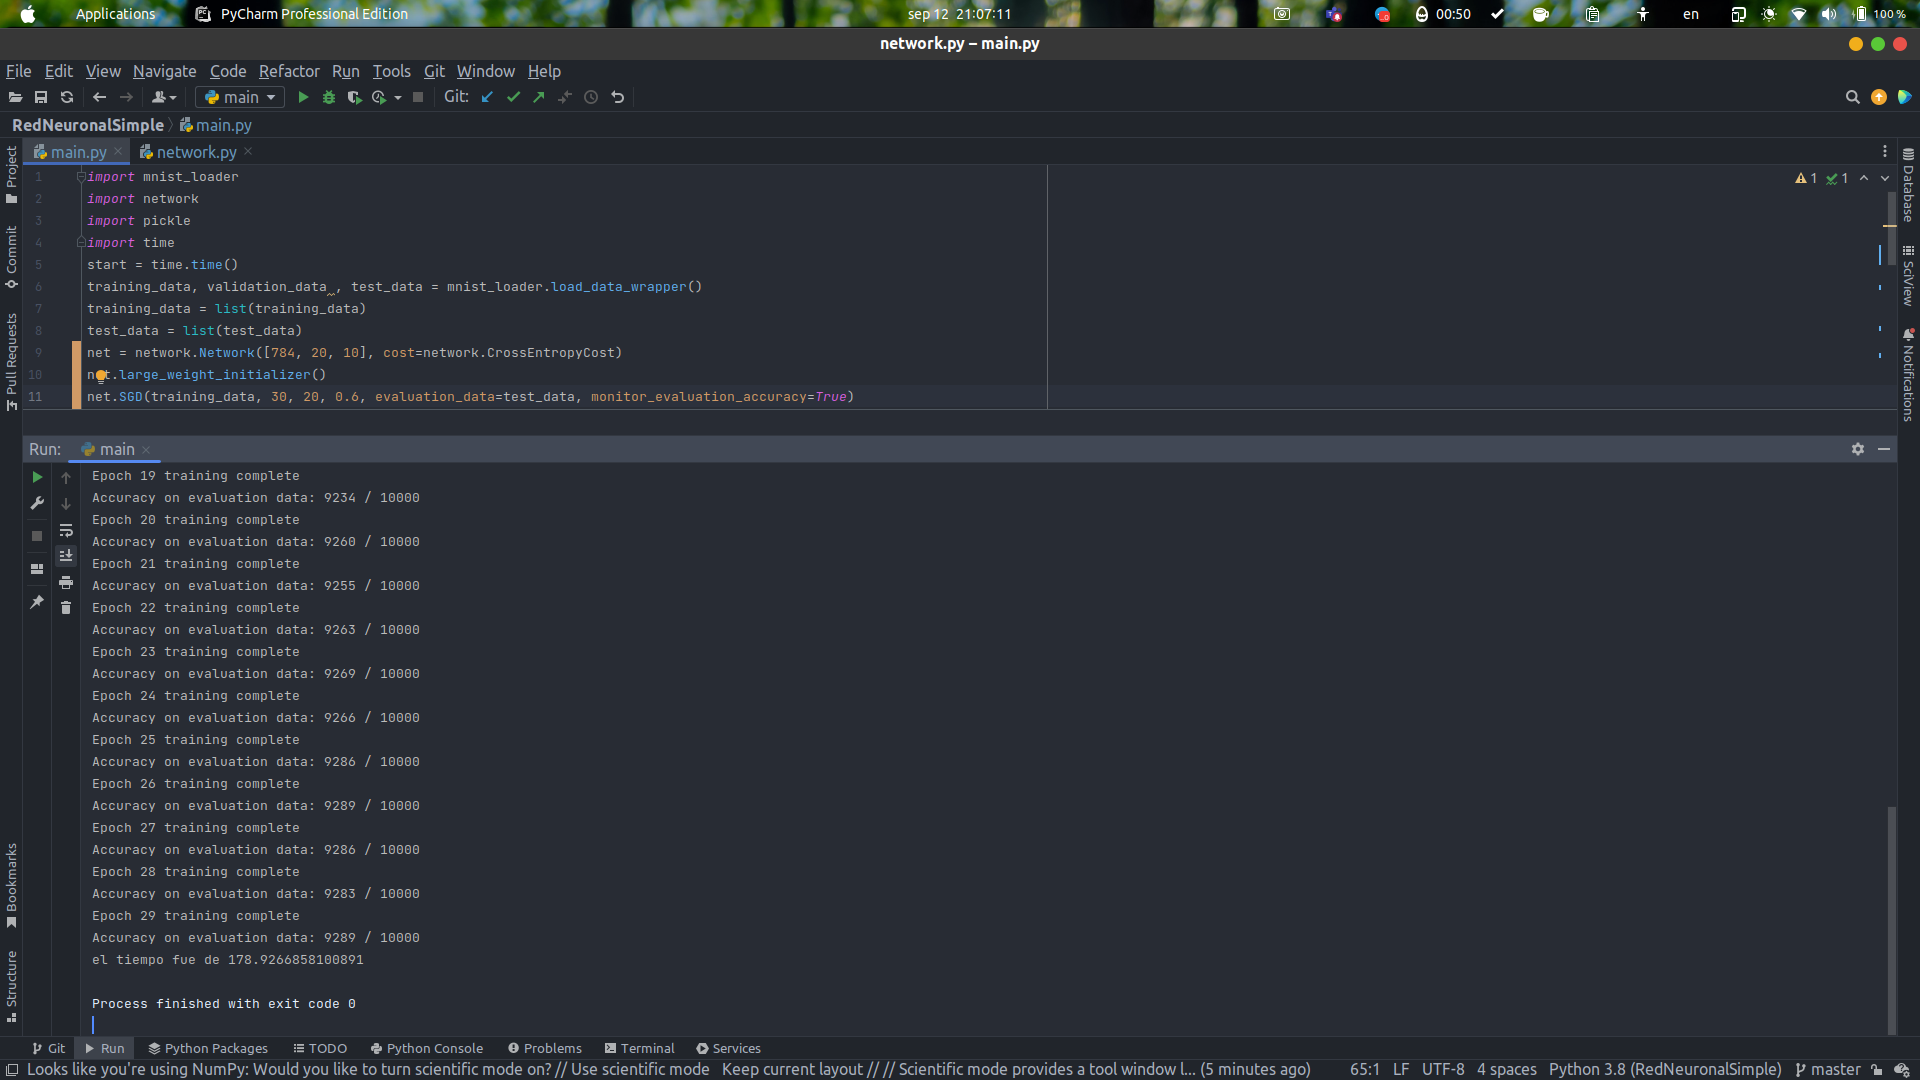 Applications PyCharm Professional Edition sep 12 21:07:11 00:50 en 100 %
network.py – main.py
File Edit View Navigate Code Refactor Run Tools Git Window Help
main Git:
RedNeuronalSimple main.py
main.py network.py
1 import mnist_loader
2 import network
3 import pickle
4 import time
5 start = time.time()
6 training_data, validation_data , test_data = mnist_loader.load_data_wrapper()
7 training_data = list(training_data)
8 test_data = list(test_data)
9 net = network.Network([784, 20, 10], cost=network.CrossEntropyCost)
10 net.large_weight_initializer()
11 net.SGD(training_data, 30, 20, 0.6, evaluation_data=test_data, monitor_evaluation_accuracy=True)
1 1
Project
Commit
Pull Requests
Bookmarks
Structure
Database
SciView
Notifications
Run: main
Epoch 19 training complete
Accuracy on evaluation data: 9234 / 10000
Epoch 20 training complete
Accuracy on evaluation data: 9260 / 10000
Epoch 21 training complete
Accuracy on evaluation data: 9255 / 10000
Epoch 22 training complete
Accuracy on evaluation data: 9263 / 10000
Epoch 23 training complete
Accuracy on evaluation data: 9269 / 10000
Epoch 24 training complete
Accuracy on evaluation data: 9266 / 10000
Epoch 25 training complete
Accuracy on evaluation data: 9286 / 10000
Epoch 26 training complete
Accuracy on evaluation data: 9289 / 10000
Epoch 27 training complete
Accuracy on evaluation data: 9286 / 10000
Epoch 28 training complete
Accuracy on evaluation data: 9283 / 10000
Epoch 29 training complete
Accuracy on evaluation data: 9289 / 10000
el tiempo fue de 178.9266858100891
Process finished with exit code 0
Git Run Python Packages TODO Python Console Problems Terminal Services
Looks like you're using NumPy: Would you like to turn scientific mode on? // Use scientific mode Keep current layout // // Scientific mode provides a tool window l... (5 minutes ago) 65:1 LF UTF-8 4 spaces Python 3.8 (RedNeuronalSimple) master